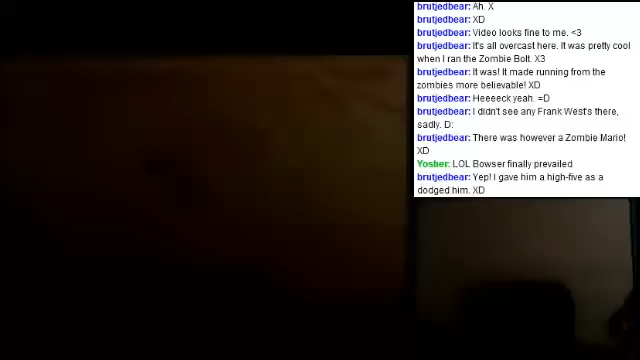 brutjedbear: Ah. X
brutjedbear: XD
brutjedbear: Video looks fine to me. <3
brutjedbear: It's all overcast here. It was pretty cool
when I ran the Zombie Bolt. X3
brutjedbear: It was! It made running from the
zombies more believable! XD
brutjedbear: Heeeeck yeah. =D
brutjedbear: I didn't see any Frank West's there,
sadly. D:
brutjedbear: There was however a Zombie Mario!
XD
Yosher: LOL Bowser finally prevailed
brutjedbear: Yep! I gave him a high-five as a
dodged him. XD